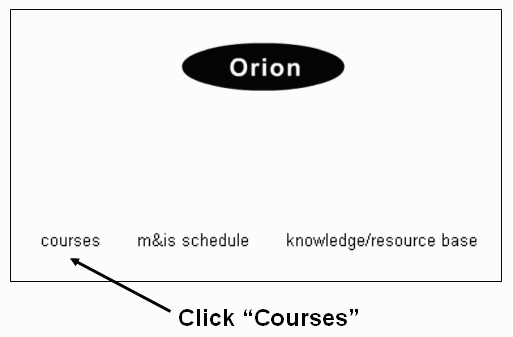 Orion
courses m&is schedule knowledge/resource base
Click “Courses”